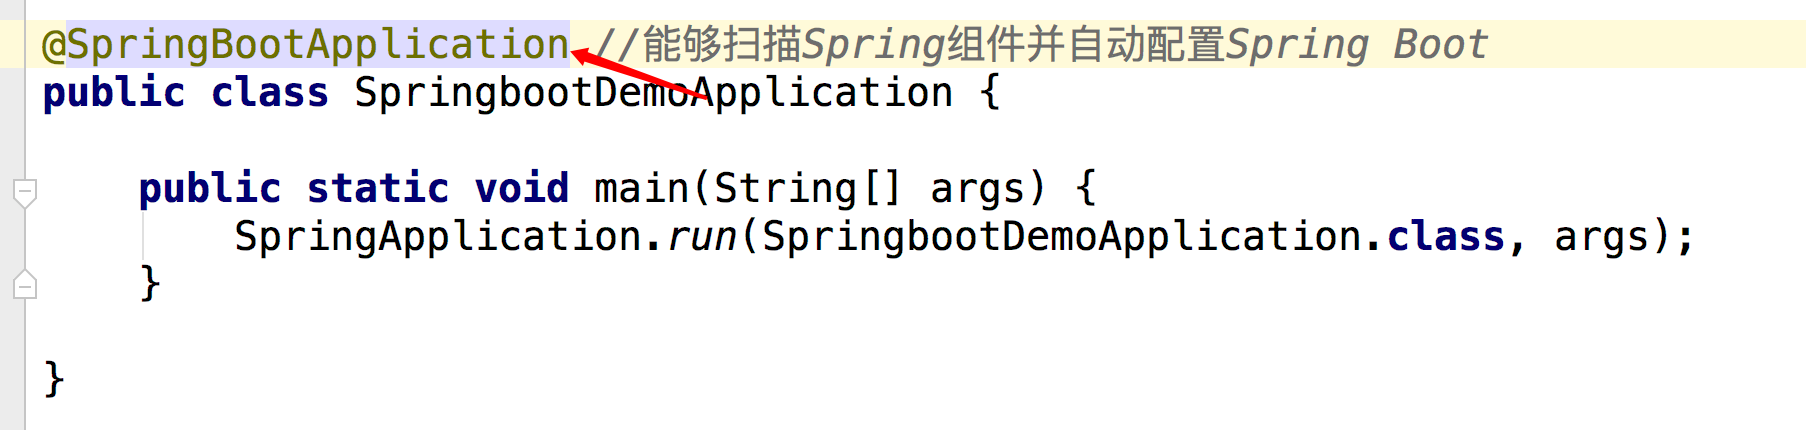 @SpringBootApplication //能够扫描Spring组件并自动配置Spring Boot
public class SpringbootDemoApplication {
public static void main(String[] args) {
SpringApplication.run(SpringbootDemoApplication.class, args);
}
}